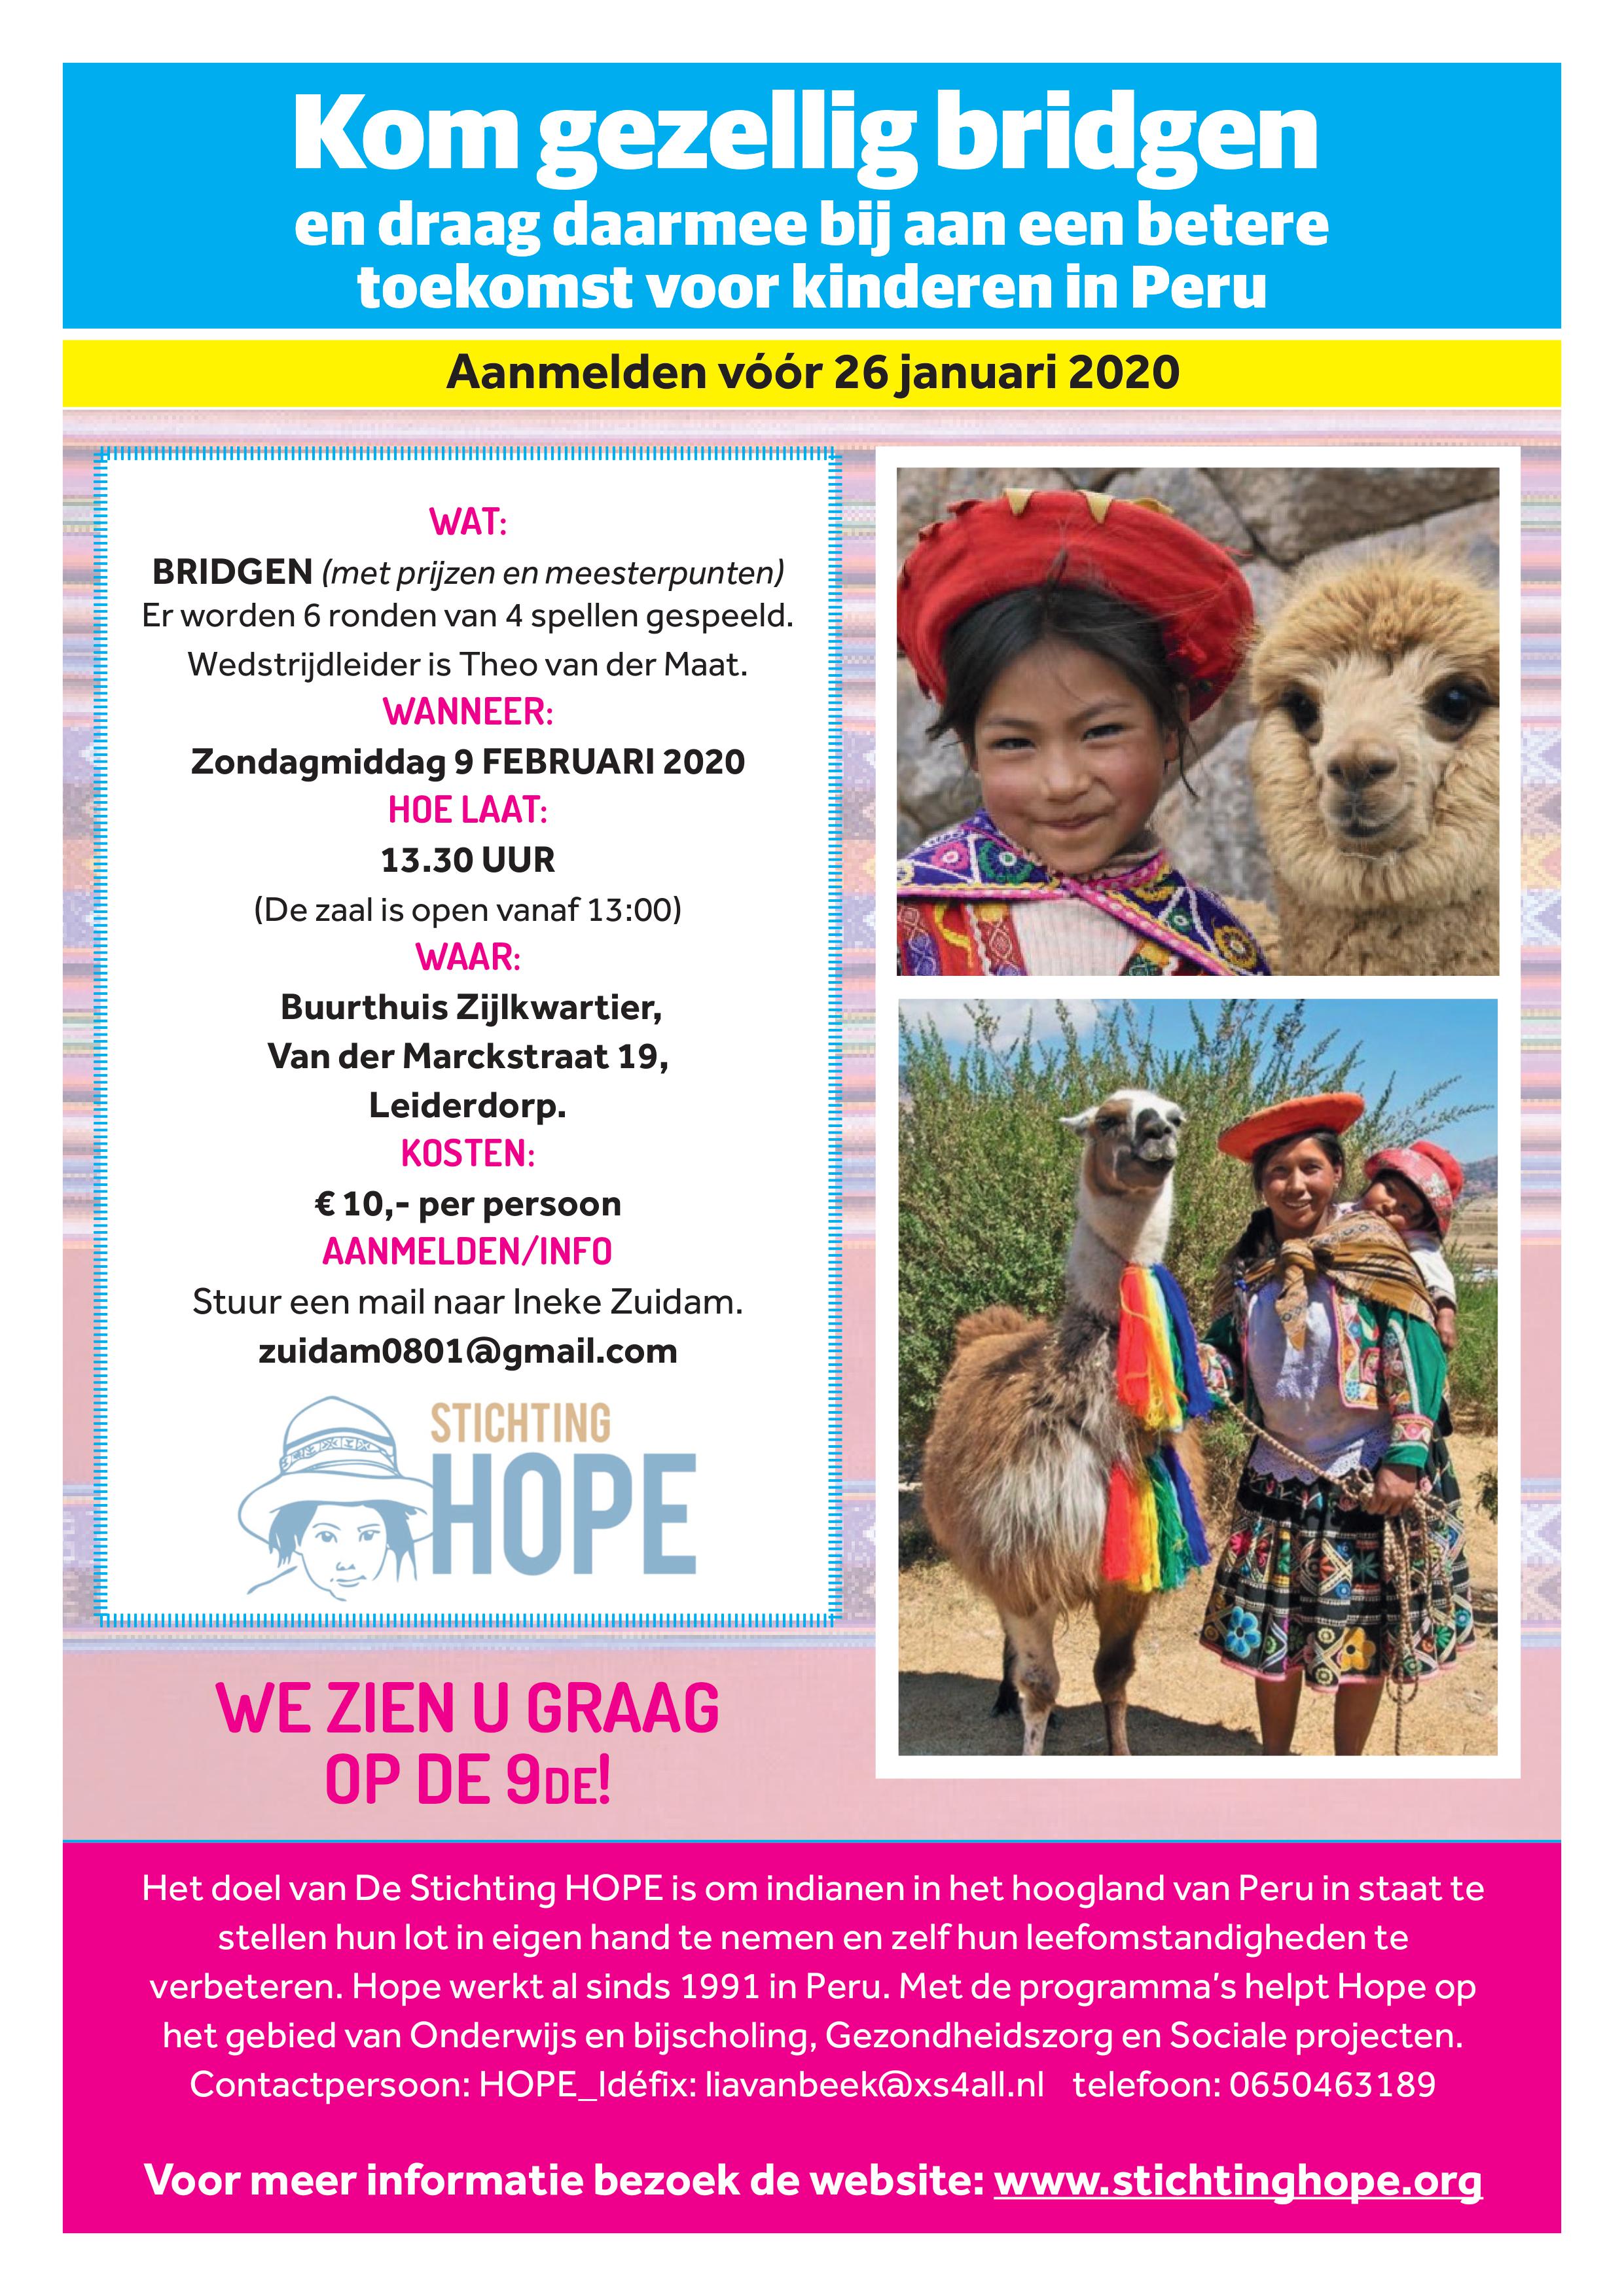 Kom gezellig bridgen
en draag daarmee bij aan een betere
toekomst voor kinderen in Peru
Aanmelden vóór 26 januari 2020
WAT:
BRIDGEN (met prijzen en meesterpunten)
Er worden 6 ronden van 4 spellen gespeeld.
Wedstrijdleider is Theo van der Maat.
WANNEER:
Zondagmiddag 9 FEBRUARI 2020
HOE LAAT:
13.30 UUR
(De zaal is open vanaf 13:00)
WAAR:
Buurthuis Zijlkwartier,
Van der Marckstraat 19,
Leiderdorp.
KOSTEN:
€ 10,- per persoon
AANMELDEN/INFO
Stuur een mail naar Ineke Zuidam.
zuidam0801@gmail.com
STICHTING
HOPE
WE ZIEN U GRAAG
OP DE 9DE!
Het doel van De Stichting HOPE is om indianen in het hoogland van Peru in staat te
stellen hun lot in eigen hand te nemen en zelf hun leefomstandigheden te
verbeteren. Hope werkt al sinds 1991 in Peru. Met de programma's helpt Hope op
het gebied van Onderwijs en bijscholing, Gezondheidszorg en Sociale projecten.
Contactpersoon: HOPE_Idéfix: liavanbeek@xs4all.nl telefoon: 0650463189
Voor meer informatie bezoek de website: www.stichtinghope.org